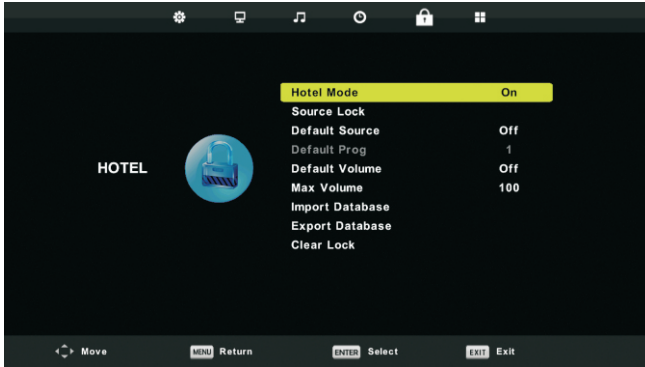 Hotel Mode On
Source Lock
Default Source Off
Default Prog 1
HOTEL
Default Volume Off
Max Volume 100
Import Database
Export Database
Clear Lock
Move MENU Return ENTER Select EXIT Exit